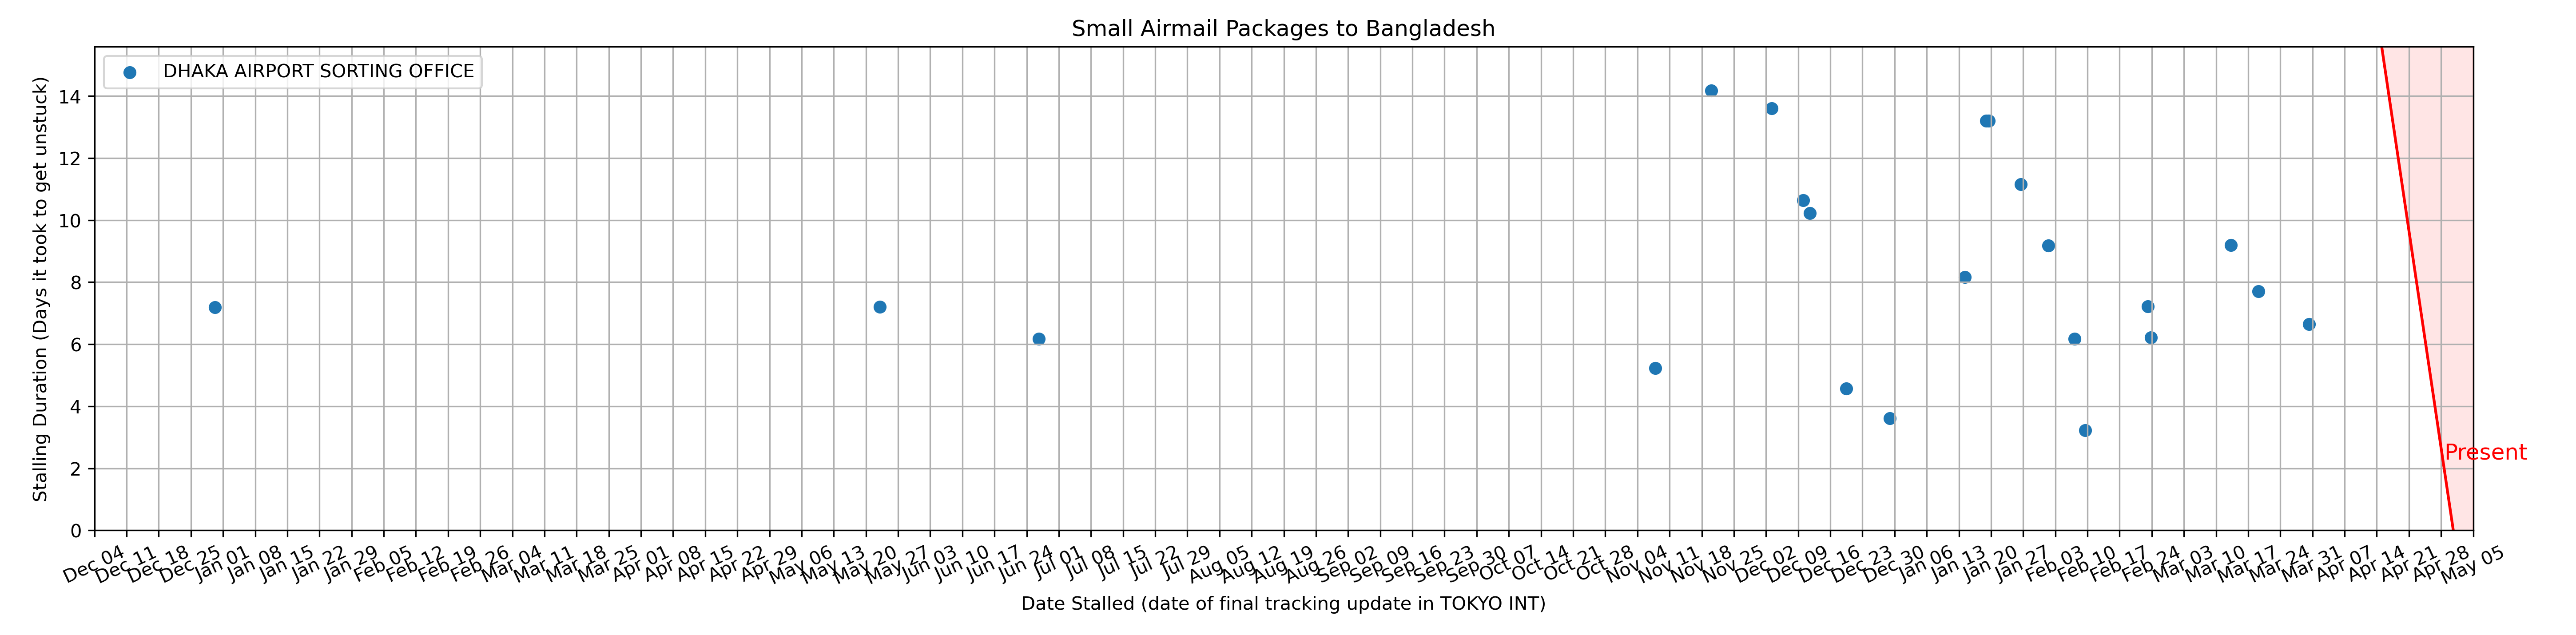 Small Airmail Packages to Bangladesh
DHAKA AIRPORT SORTING OFFICE
Stalling Duration (Days it took to get unstuck)
14
12
10
8
6
4
2
0
Present
Dec 04 Dec 11 Dec 18 Dec 25 Jan 01 Jan 08 Jan 15 Jan 22 Jan 29 Feb 05 Feb 12 Feb 19 Feb 26 Mar 04 Mar 11 Mar 18 Mar 25 Apr 01 Apr 08 Apr 15 Apr 22 Apr 29 May 06 May 13 May 20 May 27 Jun 03 Jun 10 Jun 17 Jun 24 Jul 01 Jul 08 Jul 15 Jul 22 Jul 29 Aug 05 Aug 12 Aug 19 Aug 26 Sep 02 Sep 09 Sep 16 Sep 23 Sep 30 Oct 07 Oct 14 Oct 21 Oct 28 Nov 04 Nov 11 Nov 18 Nov 25 Dec 02 Dec 09 Dec 16 Dec 23 Dec 30 Jan 06 Jan 13 Jan 20 Jan 27 Feb 03 Feb 10 Feb 17 Feb 24 Mar 03 Mar 10 Mar 17 Mar 24 Mar 31 Apr 07 Apr 14 Apr 21 Apr 28 May 05
Date Stalled (date of final tracking update in TOKYO INT)